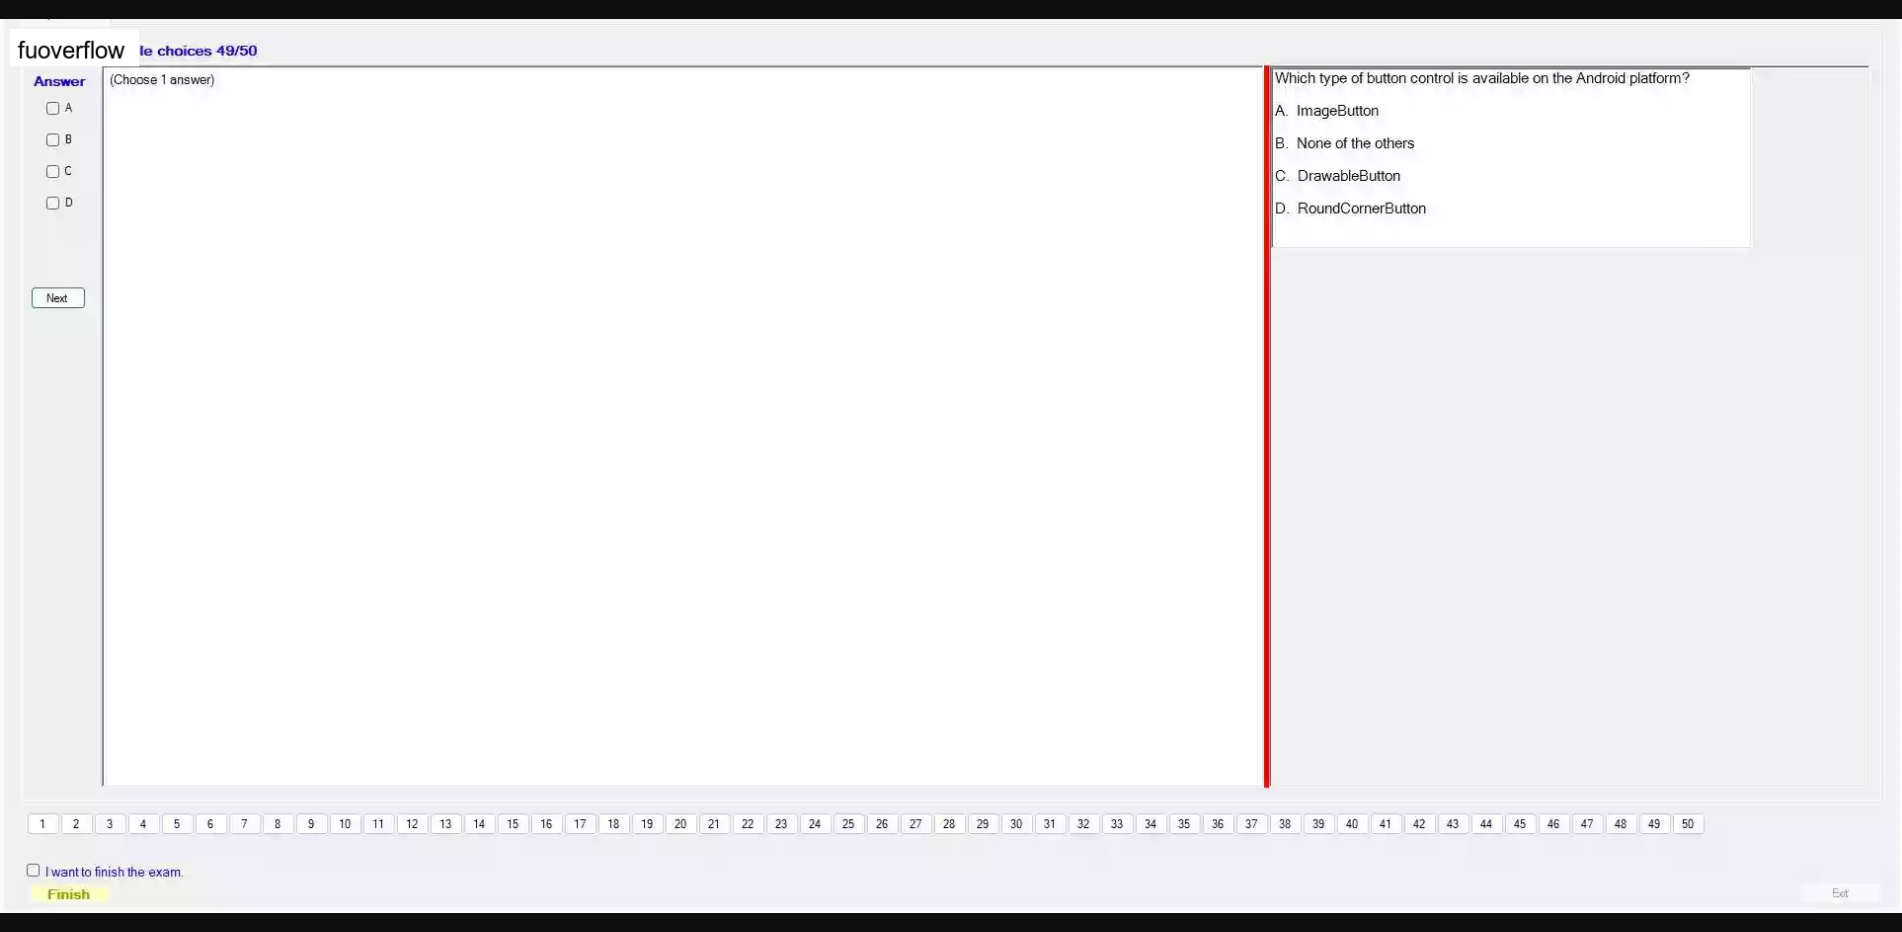 fuoverflow le choices 49/50
Answer
A
B
C
D
Next
(Choose 1 answer)
Which type of button control is available on the Android platform?
A. ImageButton
B. None of the others
C. DrawableButton
D. RoundCornerButton
1 2 3 4 5 6 7 8 9 10 11 12 13 14 15 16 17 18 19 20 21 22 23 24 25 26 27 28 29 30 31 32 33 34 35 36 37 38 39 40 41 42 43 44 45 46 47 48 49 50
I want to finish the exam.
Finish
Exit